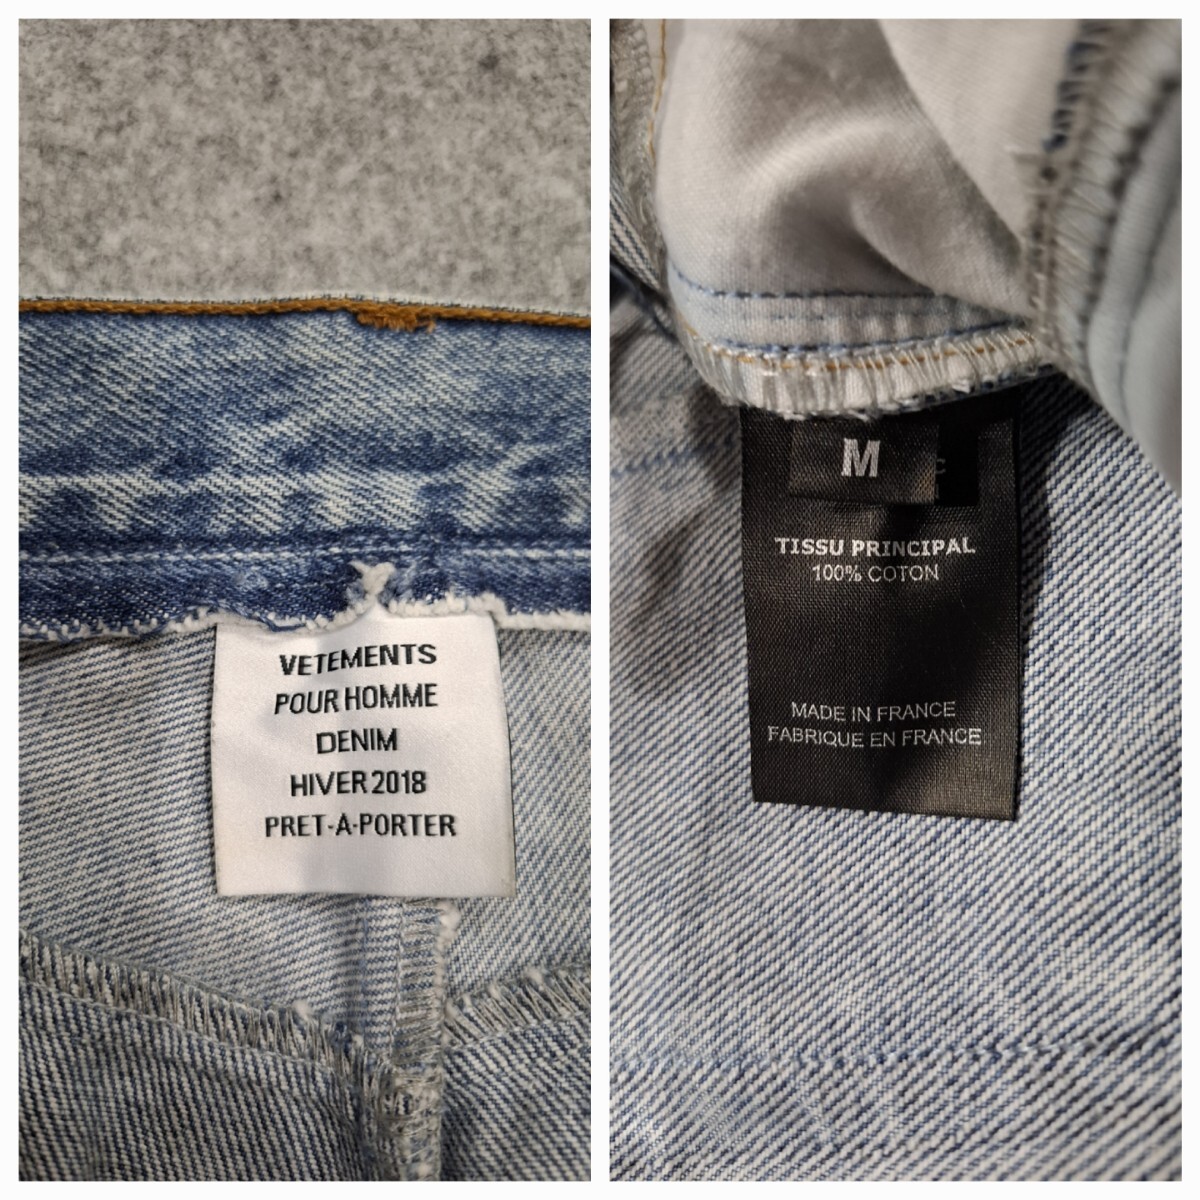 VETEMENTS
POUR HOMME
DENIM
HIVER 2018
PRET-A-PORTER
M
TISSU PRINCIPAL
100% COTON
MADE IN FRANCE
FABRIQUE EN FRANCE